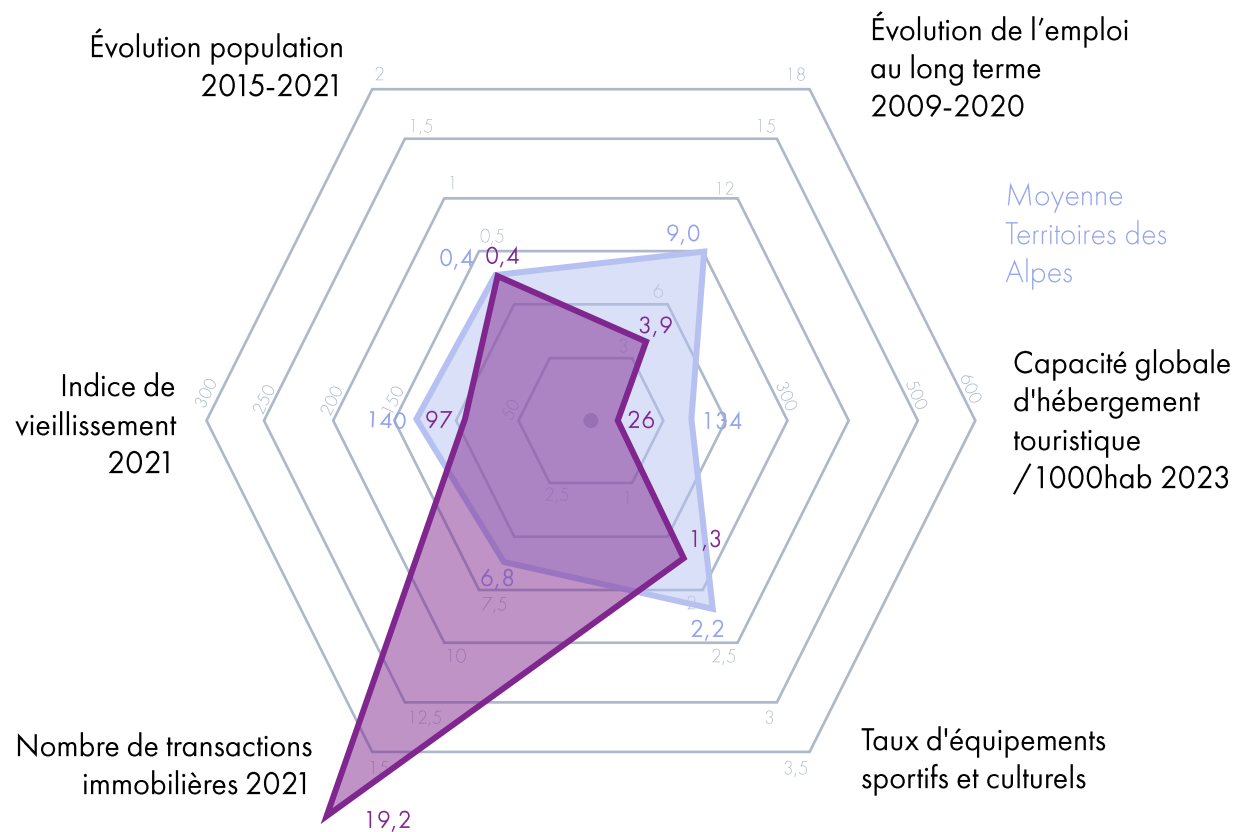 Évolution population
2015-2021
Évolution de l’emploi
au long terme
2009-2020
2
18
1,5
15
1
12
Moyenne
Territoires des
Alpes
0,5
0,4
0,4
9,0
6
3,9
3
Indice de
vieillissement
2021
300
250
200
150
50
140
97
26
134
300
500
600
Capacité globale
d'hébergement
touristique
/1000hab 2023
2,5
1
1,3
6,8
7,5
2
2,2
10
2,5
12,5
3
15
3,5
Nombre de transactions
immobilières 2021
Taux d'équipements
sportifs et culturels
19,2